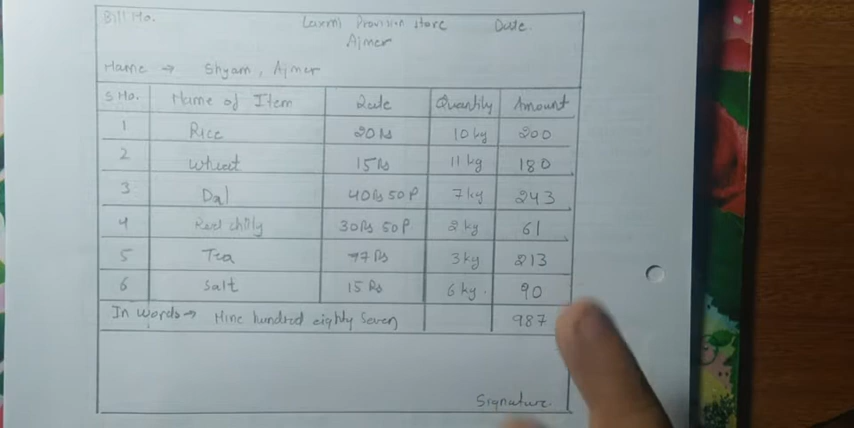 Bill No. Laxmi Provision Store Date.
Ajmer
Name → Shyam, Ajmer
S No. Name of Item Rate Quantity Amount
1 Rice 20 Rs 10 kg 200
2 Wheat 15 Rs 11 kg 180
3 Dal 40 Rs 50 P 7 kg 243
4 Red chilly 30 Rs 50 P. 2 kg 61
5 Tea Rs 3 kg 213
6 Salt 15 Rs 6 kg. 90
In words → Nine hundred eighty Seven 987
Signature.